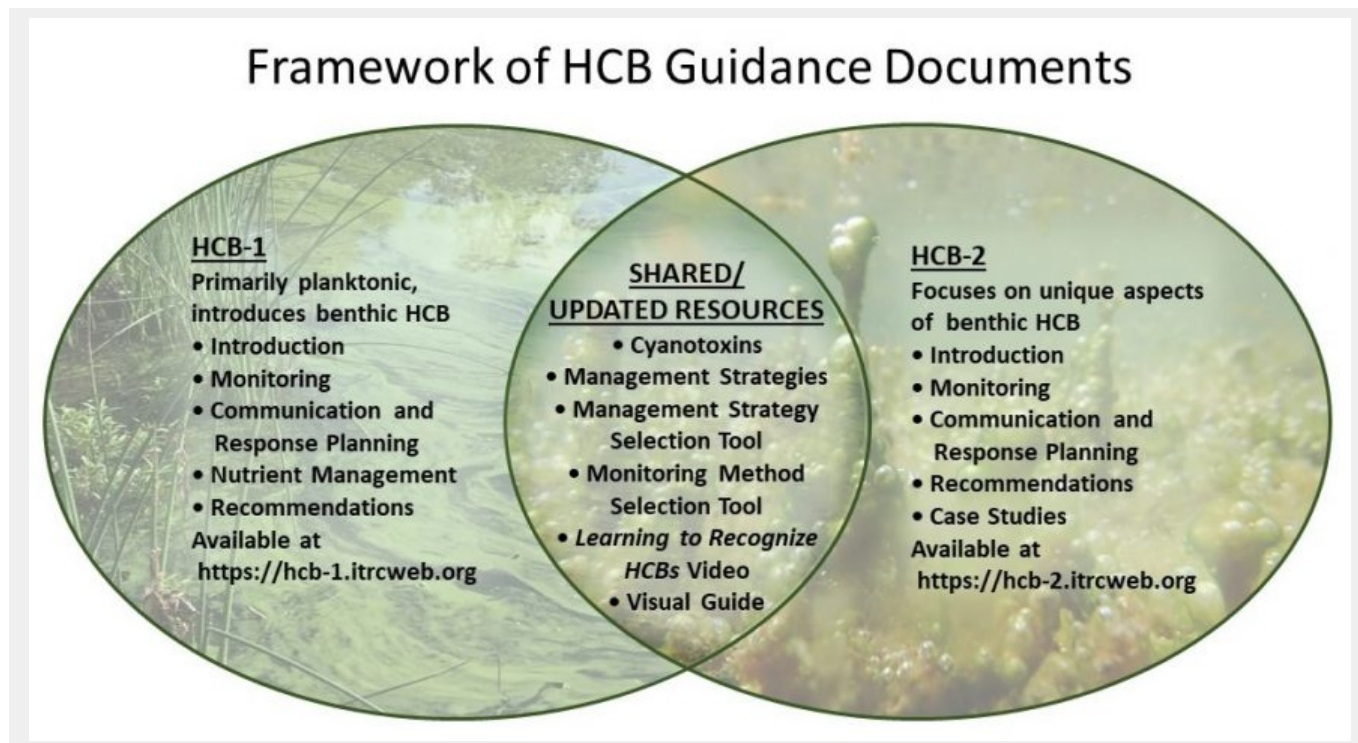 Framework of HCB Guidance Documents
HCB-1
Primarily planktonic,
introduces benthic HCB
• Introduction
• Monitoring
• Communication and
Response Planning
• Nutrient Management
• Recommendations
Available at
https://hcb-1.itrcweb.org
SHARED/
UPDATED RESOURCES
• Cyanotoxins
• Management Strategies
• Management Strategy
Selection Tool
• Monitoring Method
Selection Tool
• Learning to Recognize
HCBs Video
• Visual Guide
HCB-2
Focuses on unique aspects
of benthic HCB
• Introduction
• Monitoring
• Communication and
Response Planning
• Recommendations
• Case Studies
Available at
https://hcb-2.itrcweb.org